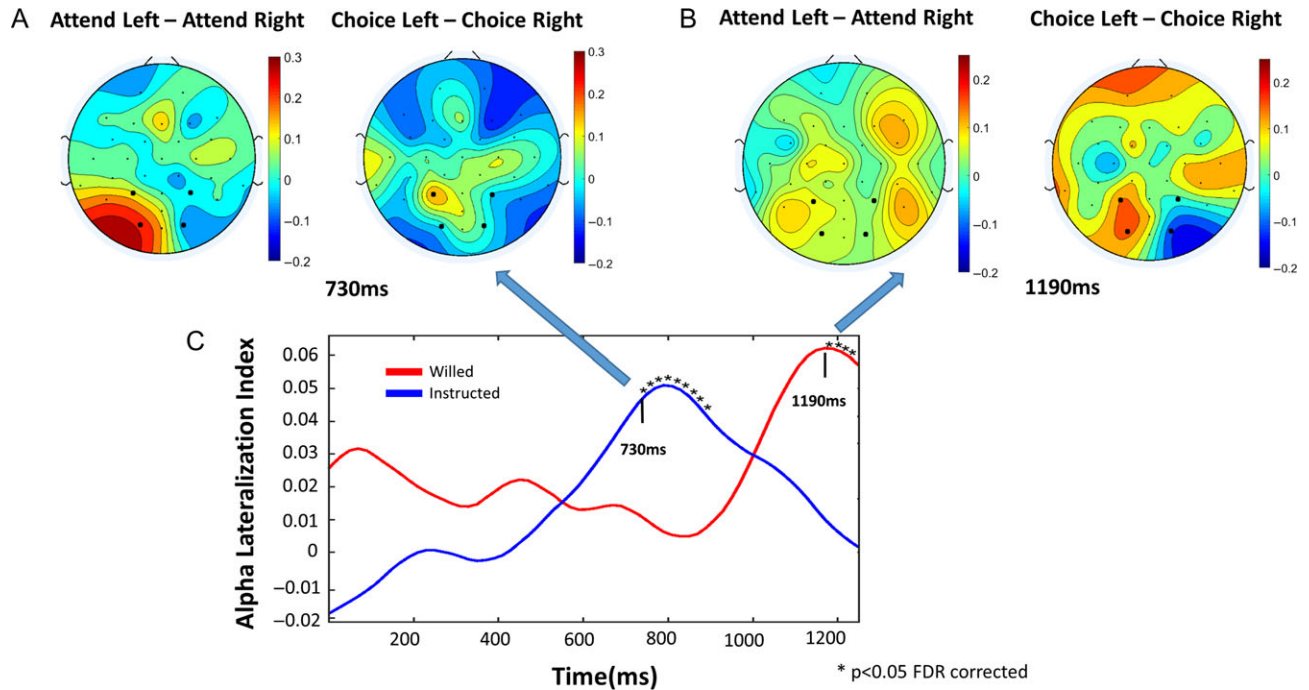 A
Attend Left – Attend Right
Choice Left – Choice Right
B
Attend Left – Attend Right
Choice Left – Choice Right
0.3
0.2
0.1
0
−0.1
−0.2
0.3
0.2
0.1
0
−0.1
−0.2
0.2
0.1
0
−0.1
−0.2
0.2
0.1
0
−0.1
−0.2
730ms
1190ms
C
Alpha Lateralization Index
0.06
0.05
0.04
0.03
0.02
0.01
0
−0.01
−0.02
Willed
Instructed
********
730ms
****
1190ms
200
400
600
800
1000
1200
Time(ms)
* p<0.05 FDR corrected